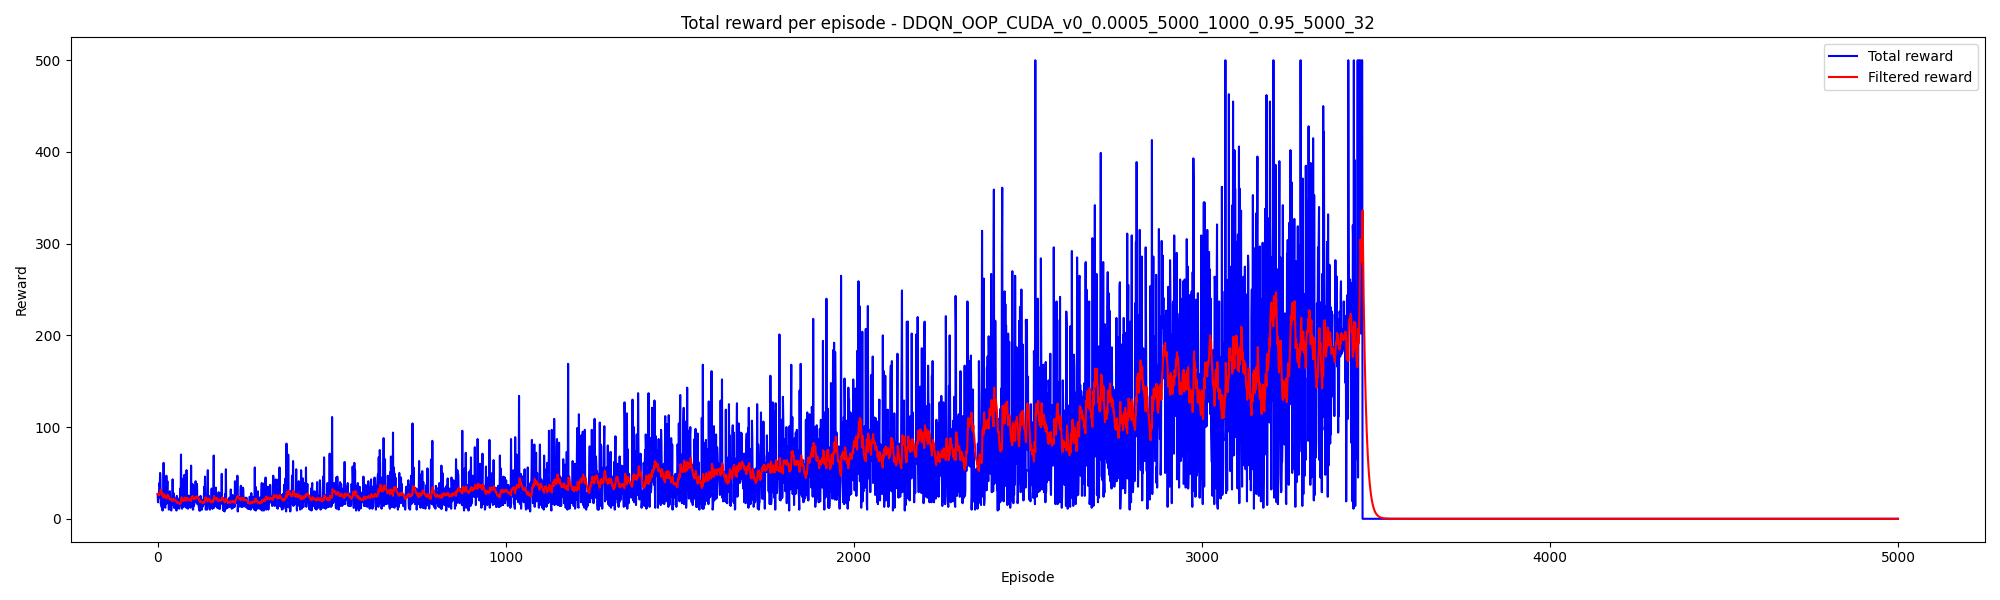 Total reward per episode - DDQN_OOP_CUDA_v0_0.0005_5000_1000_0.95_5000_32
Total reward
Filtered reward
Reward
500
400
300
200
100
0
0 1000 2000 3000 4000 5000
Episode